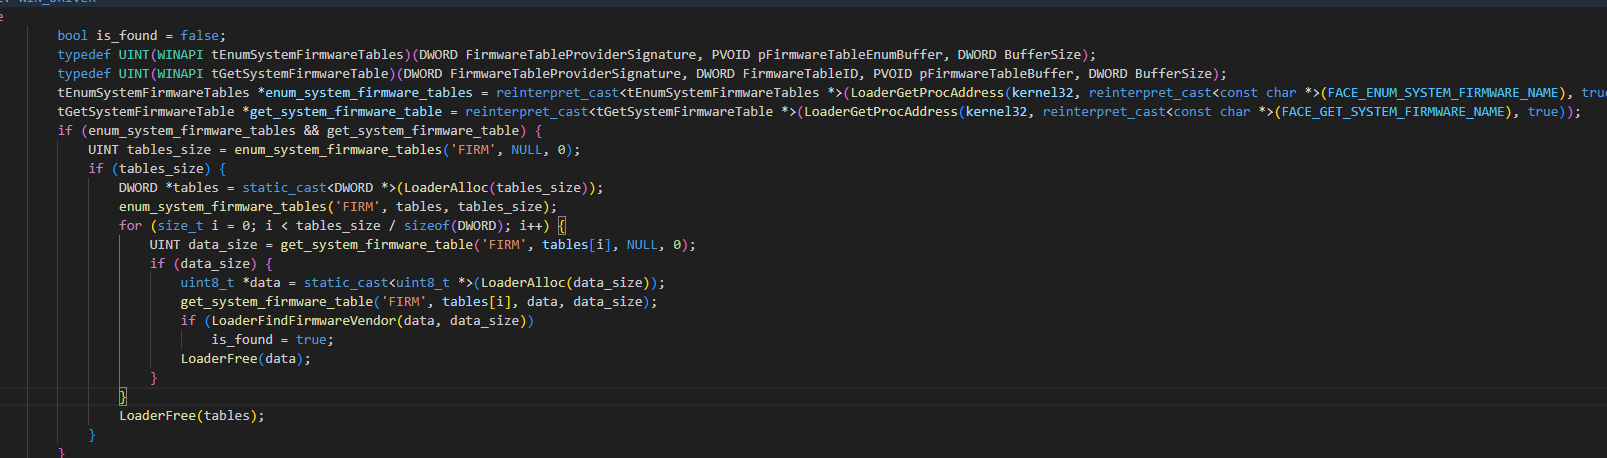 WIN_DRIVER
e
bool is_found = false;
typedef UINT(WINAPI tEnumSystemFirmwareTables)(DWORD FirmwareTableProviderSignature, PVOID pFirmwareTableEnumBuffer, DWORD BufferSize);
typedef UINT(WINAPI tGetSystemFirmwareTable)(DWORD FirmwareTableProviderSignature, DWORD FirmwareTableID, PVOID pFirmwareTableBuffer, DWORD BufferSize);
tEnumSystemFirmwareTables *enum_system_firmware_tables = reinterpret_cast<tEnumSystemFirmwareTables *>(LoaderGetProcAddress(kernel32, reinterpret_cast<const char *>(FACE_ENUM_SYSTEM_FIRMWARE_NAME), tru
tGetSystemFirmwareTable *get_system_firmware_table = reinterpret_cast<tGetSystemFirmwareTable *>(LoaderGetProcAddress(kernel32, reinterpret_cast<const char *>(FACE_GET_SYSTEM_FIRMWARE_NAME), true));
if (enum_system_firmware_tables && get_system_firmware_table) {
UINT tables_size = enum_system_firmware_tables('FIRM', NULL, 0);
if (tables_size) {
DWORD *tables = static_cast<DWORD *>(LoaderAlloc(tables_size));
enum_system_firmware_tables('FIRM', tables, tables_size);
for (size_t i = 0; i < tables_size / sizeof(DWORD); i++) {
UINT data_size = get_system_firmware_table('FIRM', tables[i], NULL, 0);
if (data_size) {
uint8_t *data = static_cast<uint8_t *>(LoaderAlloc(data_size));
get_system_firmware_table('FIRM', tables[i], data, data_size);
if (LoaderFindFirmwareVendor(data, data_size))
is_found = true;
LoaderFree(data);
}
}
LoaderFree(tables);
}
}